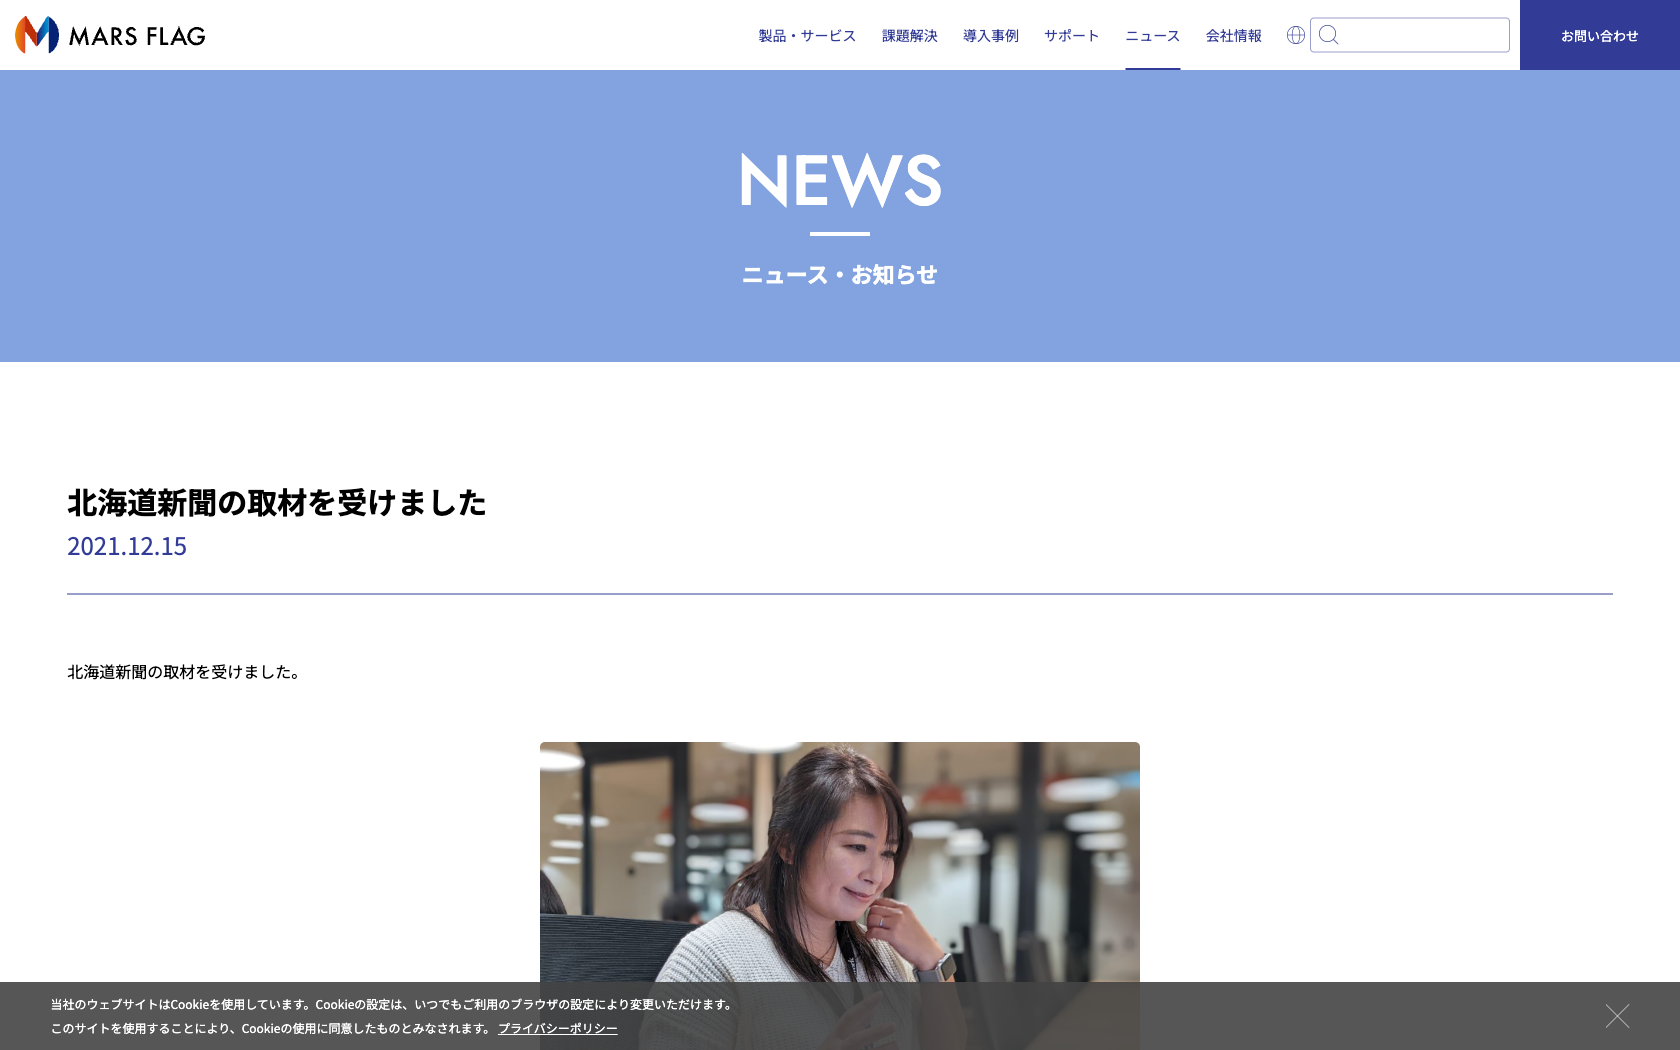 MARS FLAG
製品・サービス 課題解決 導入事例 サポート ニュース 会社情報 お問い合わせ
NEWS
ニュース・お知らせ
北海道新聞の取材を受けました
2021.12.15
北海道新聞の取材を受けました。
当社のウェブサイトはCookieを使用しています。Cookieの設定は、いつでもご利用のブラウザの設定により変更いただけます。
このサイトを使用することにより、Cookieの使用に同意したものとみなされます。 プライバシーポリシー